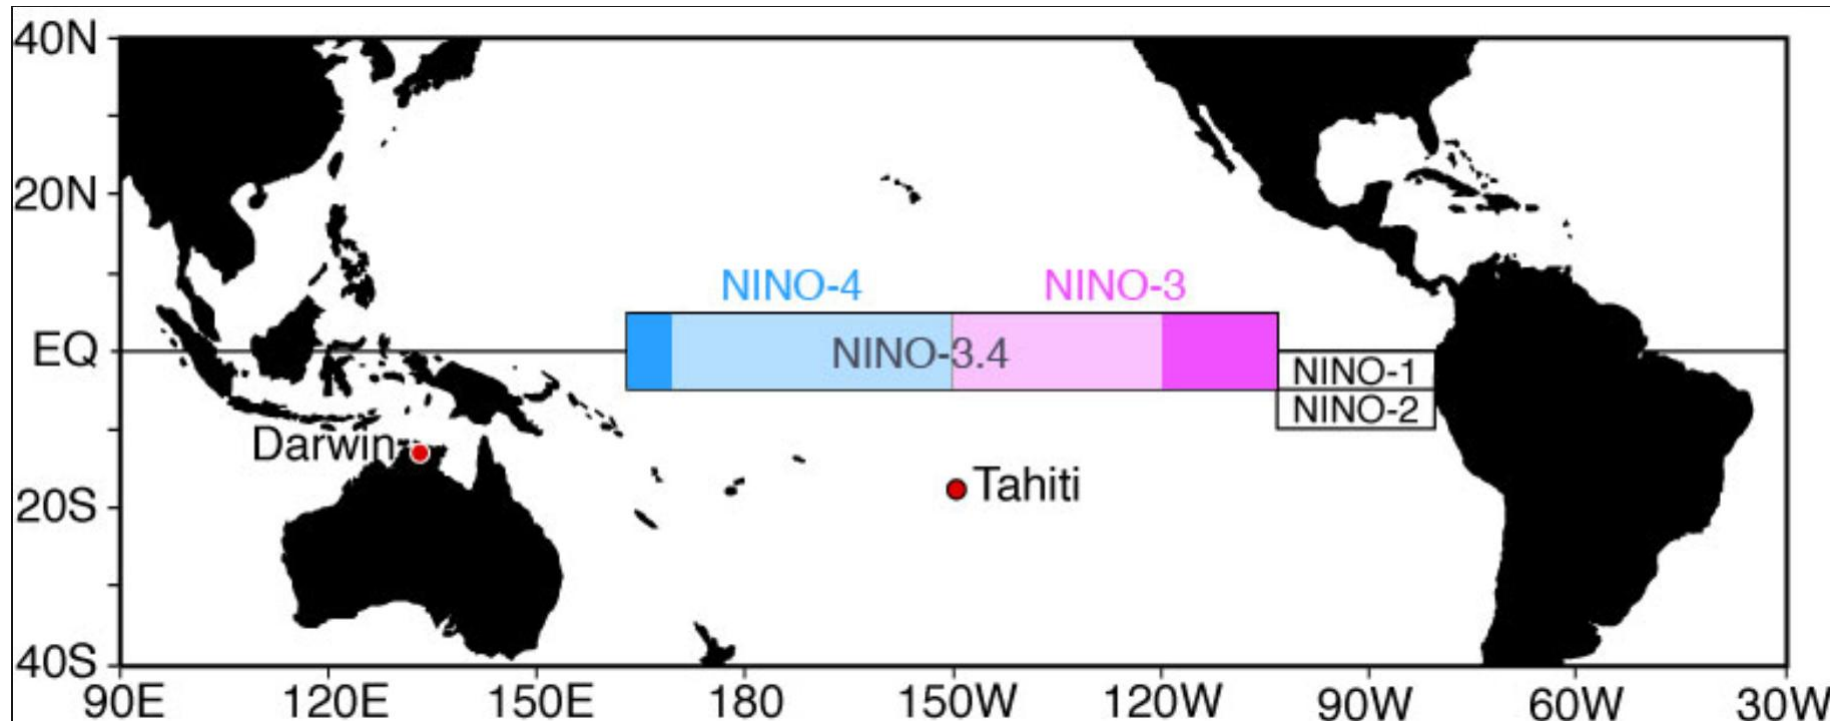 40N
20N
NINO-4 NINO-3
EQ
NINO-3.4
NINO-1
NINO-2
Darwin
Tahiti
20S
40S
90E 120E 150E 180 150W 120W 90W 60W 30W